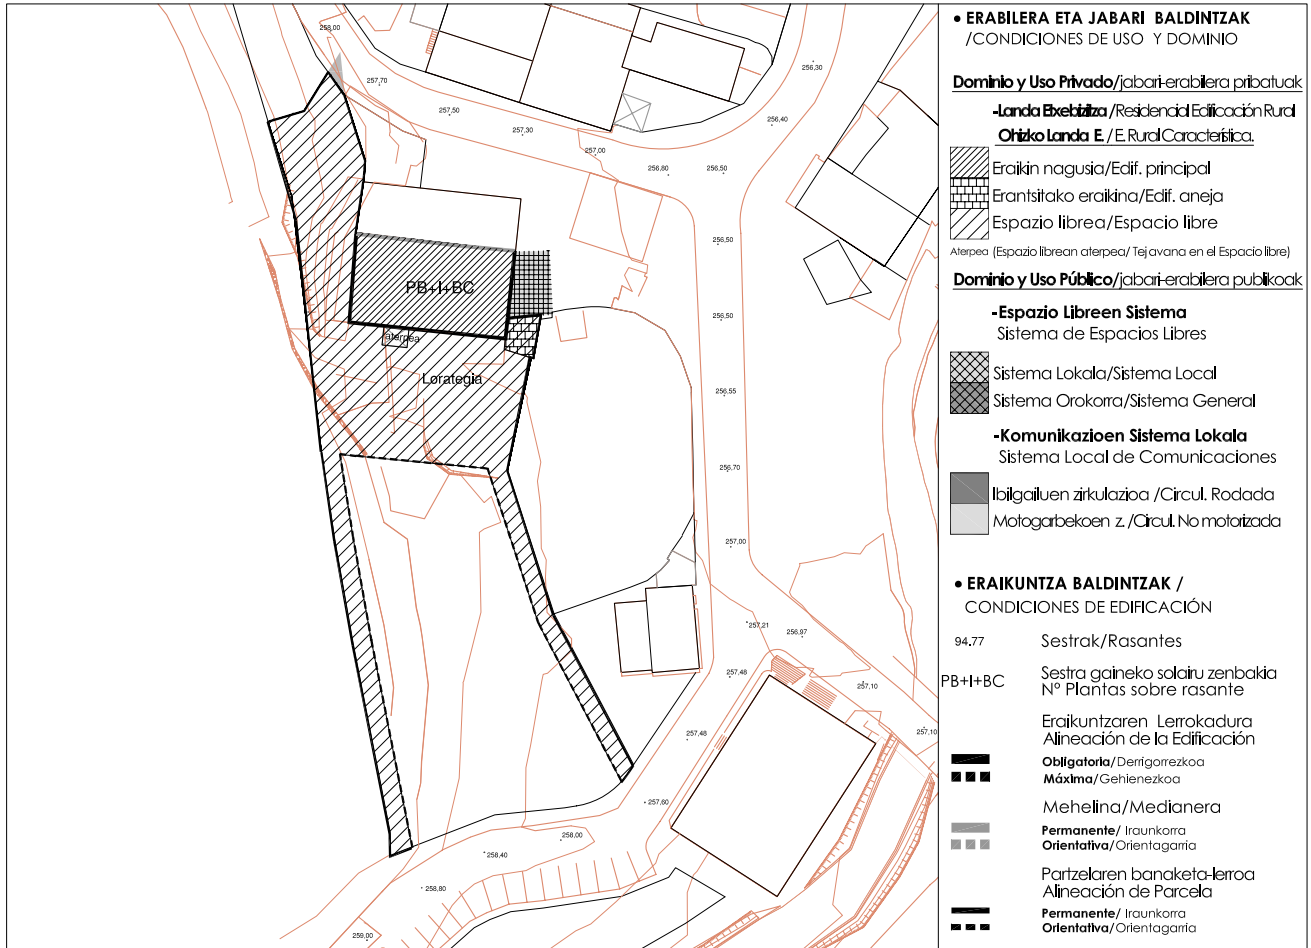 258,00
257,70
257,50
257,30
257,00
256,80
256,50
256,30
256,40
256,50
256,50
256,55
256,70
257,00
257,21
256,97
257,48
257,10
257,48
257,10
257,60
258,00
258,40
258,80
259,00
PB+I+BC
aterpea
Lorategia
• ERABILERA ETA JABARI BALDINTZAK
/CONDICIONES DE USO Y DOMINIO
Dominio y Uso Privado/jabari-erabilera pribatuak
-Landa Etxebizitza/Residencial Edificación Rural
Ohizko Landa E./E. Rural Característica.
Eraikin nagusia/Edif. principal
Erantsitako eraikina/Edif. aneja
Espazio librea/Espacio libre
Aterpea (Espazio librean aterpea/ Tejavana en el Espacio libre)
Dominio y Uso Público/jabari-erabilera publikoak
-Espazio Libreen Sistema
Sistema de Espacios Libres
Sistema Lokala/Sistema Local
Sistema Orokorra/Sistema General
-Komunikazioen Sistema Lokala
Sistema Local de Comunicaciones
Ibilgailuen zirkulazioa /Circul. Rodada
Motogarbekoen z. /Circul. No motorizada
• ERAIKUNTZA BALDINTZAK /
CONDICIONES DE EDIFICACIÓN
94.77 Sestrak/Rasantes
PB+I+BC Sestra gaineko solairu zenbakia
Nº Plantas sobre rasante
Eraikuntzaren Lerrokadura
Alineación de la Edificación
Obligatoria/Derrigorrezkoa
Máxima/Gehienezkoa
Mehelina/Medianera
Permanente/ Iraunkorra
Orientativa/Orientagarria
Partzelaren banaketa-lerroa
Alineación de Parcela
Permanente/ Iraunkorra
Orientativa/Orientagarria